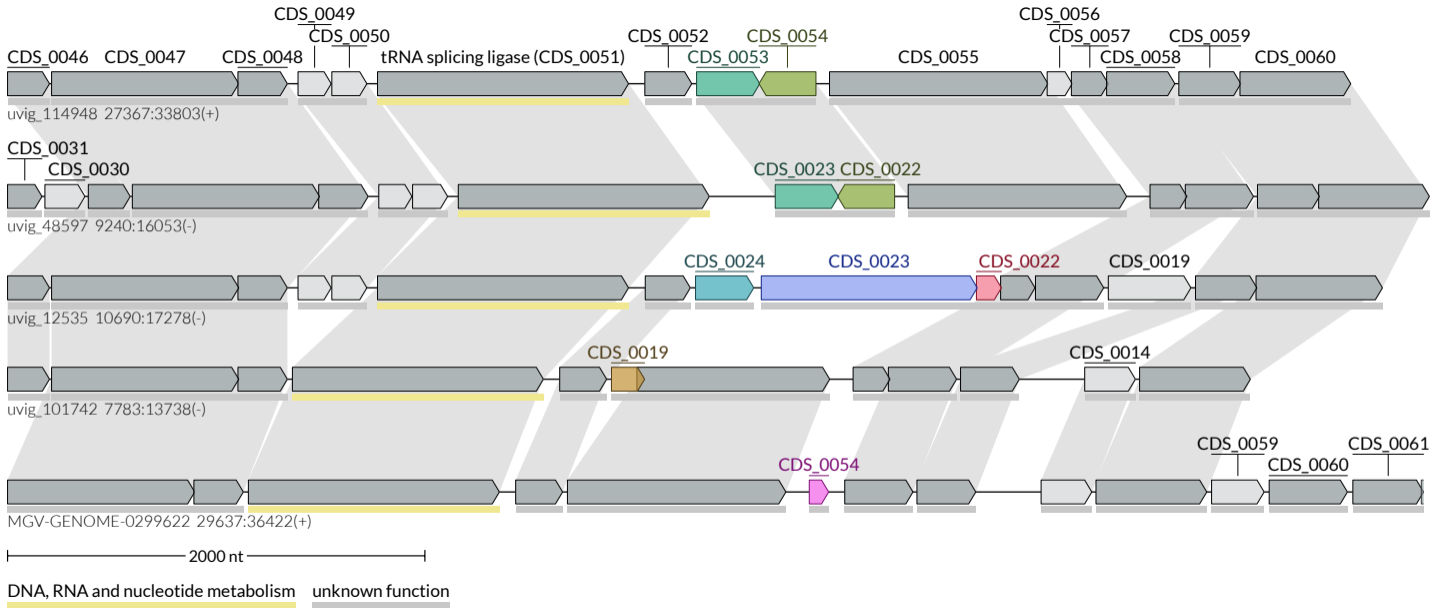 CDS_0049
CDS_0056
CDS_0050 CDS_0052 CDS_0054 CDS_0057 CDS_0059
CDS_0046 CDS_0047 CDS_0048 tRNA splicing ligase (CDS_0051) CDS_0053 CDS_0055 CDS_0058 CDS_0060
uvig_114948 27367:33803(+)
CDS_0031
CDS_0030 CDS_0023 CDS_0022
uvig_48597 9240:16053(-)
CDS_0024 CDS_0023 CDS_0022 CDS_0019
uvig_12535 10690:17278(-)
CDS_0019 CDS_0014
uvig_101742 7783:13738(-)
CDS_0059 CDS_0061
CDS_0054 CDS_0060
MGV-GENOME-0299622 29637:36422(+)
2000 nt
DNA, RNA and nucleotide metabolism unknown function